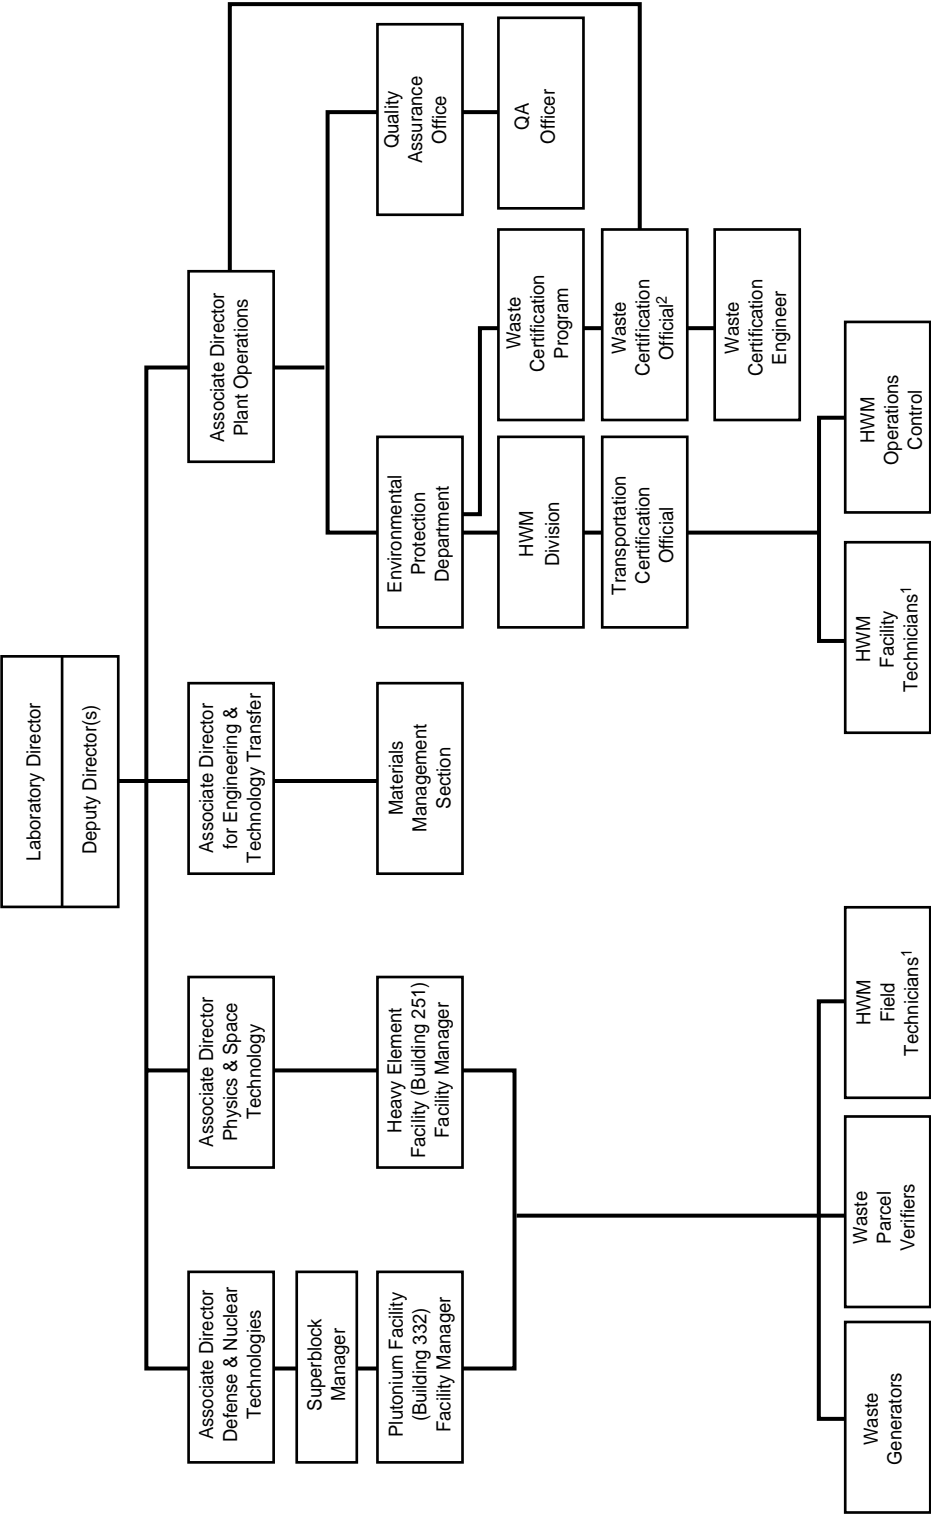 Laboratory Director
Deputy Director(s)
Associate Director
Defense & Nuclear
Technologies
Associate Director
Physics & Space
Technology
Associate Director
for Engineering &
Technology Transfer
Associate Director
Plant Operations
Superblock
Manager
Plutonium Facility
(Building 332)
Facility Manager
Heavy Element
Facility (Building 251)
Facility Manager
Materials
Management
Section
Environmental
Protection
Department
Quality
Assurance
Office
HWM
Division
Waste
Certification
Program
QA
Officer
Transportation
Certification
Official
Waste
Certification
Official²
Waste
Certification
Engineer
Waste
Generators
Waste
Parcel
Verifiers
HWM
Field
Technicians¹
HWM
Facility
Technicians¹
HWM
Operations
Control